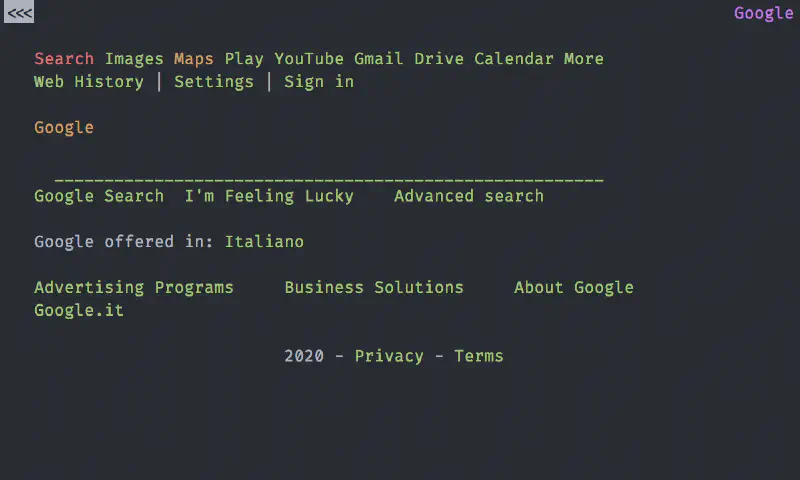 <<< Google
Search Images Maps Play YouTube Gmail Drive Calendar More
Web History | Settings | Sign in
Google
Google Search I'm Feeling Lucky Advanced search
Google offered in: Italiano
Advertising Programs Business Solutions About Google
Google.it
2020 - Privacy - Terms